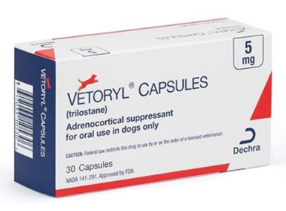 5
mg
VETORYL® CAPSULES
(trilostane)
Adrenocortical suppressant
for oral use in dogs only
CAUTION: Federal law restricts this drug to use by or on the order of a licensed veterinarian.
30 Capsules
NADA 141-291, Approved by FDA.
Dechra
VETORYL® CAPSULES
(trilostane)